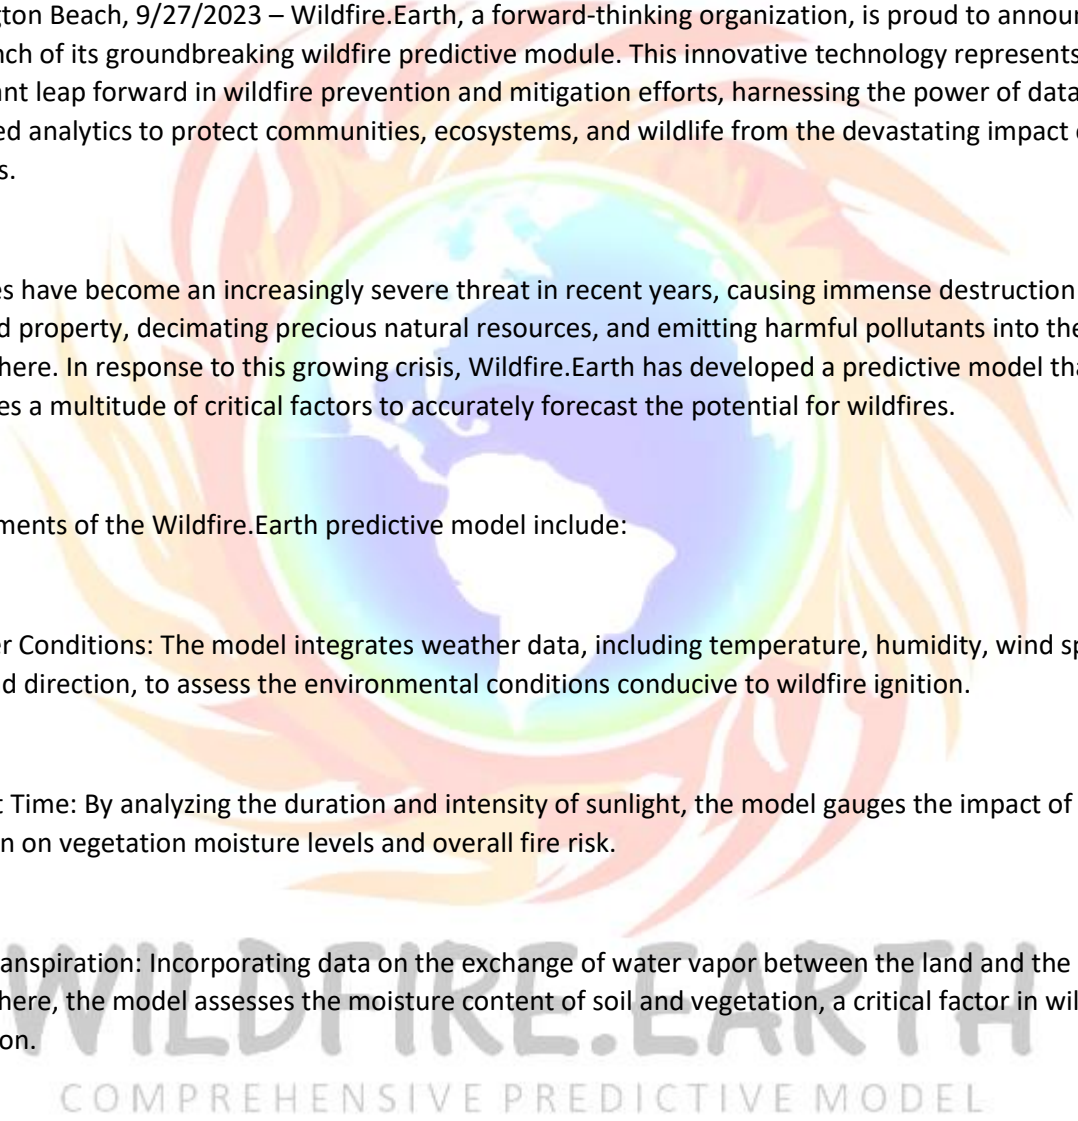 gton Beach, 9/27/2023 – Wildfire.Earth, a forward-thinking organization, is proud to announ
nch of its groundbreaking wildfire predictive module. This innovative technology represents
ant leap forward in wildfire prevention and mitigation efforts, harnessing the power of data
ed analytics to protect communities, ecosystems, and wildlife from the devastating impact
s.
es have become an increasingly severe threat in recent years, causing immense destruction
d property, decimating precious natural resources, and emitting harmful pollutants into the
here. In response to this growing crisis, Wildfire.Earth has developed a predictive model tha
es a multitude of critical factors to accurately forecast the potential for wildfires.
ments of the Wildfire.Earth predictive model include:
er Conditions: The model integrates weather data, including temperature, humidity, wind sp
d direction, to assess the environmental conditions conducive to wildfire ignition.
t Time: By analyzing the duration and intensity of sunlight, the model gauges the impact of
n on vegetation moisture levels and overall fire risk.
anspiration: Incorporating data on the exchange of water vapor between the land and the
here, the model assesses the moisture content of soil and vegetation, a critical factor in wil
on.
WILDFIRE.EARTH
COMPREHENSIVE PREDICTIVE MODEL